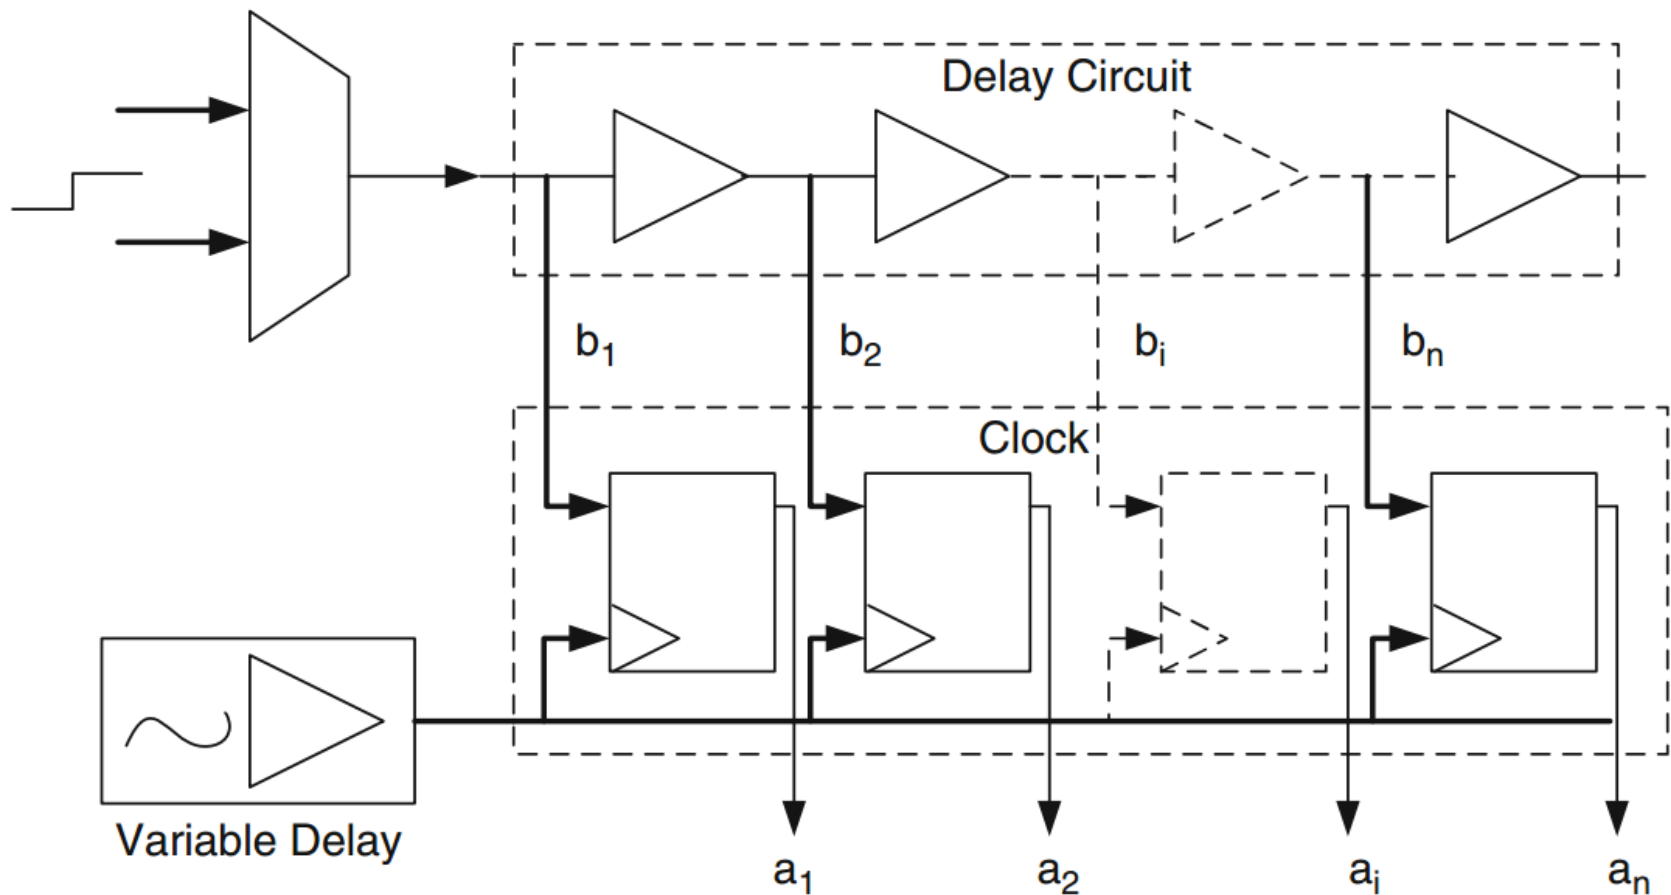 Delay Circuit
b1
b2
bi
bn
Clock
Variable Delay
a1
a2
ai
an